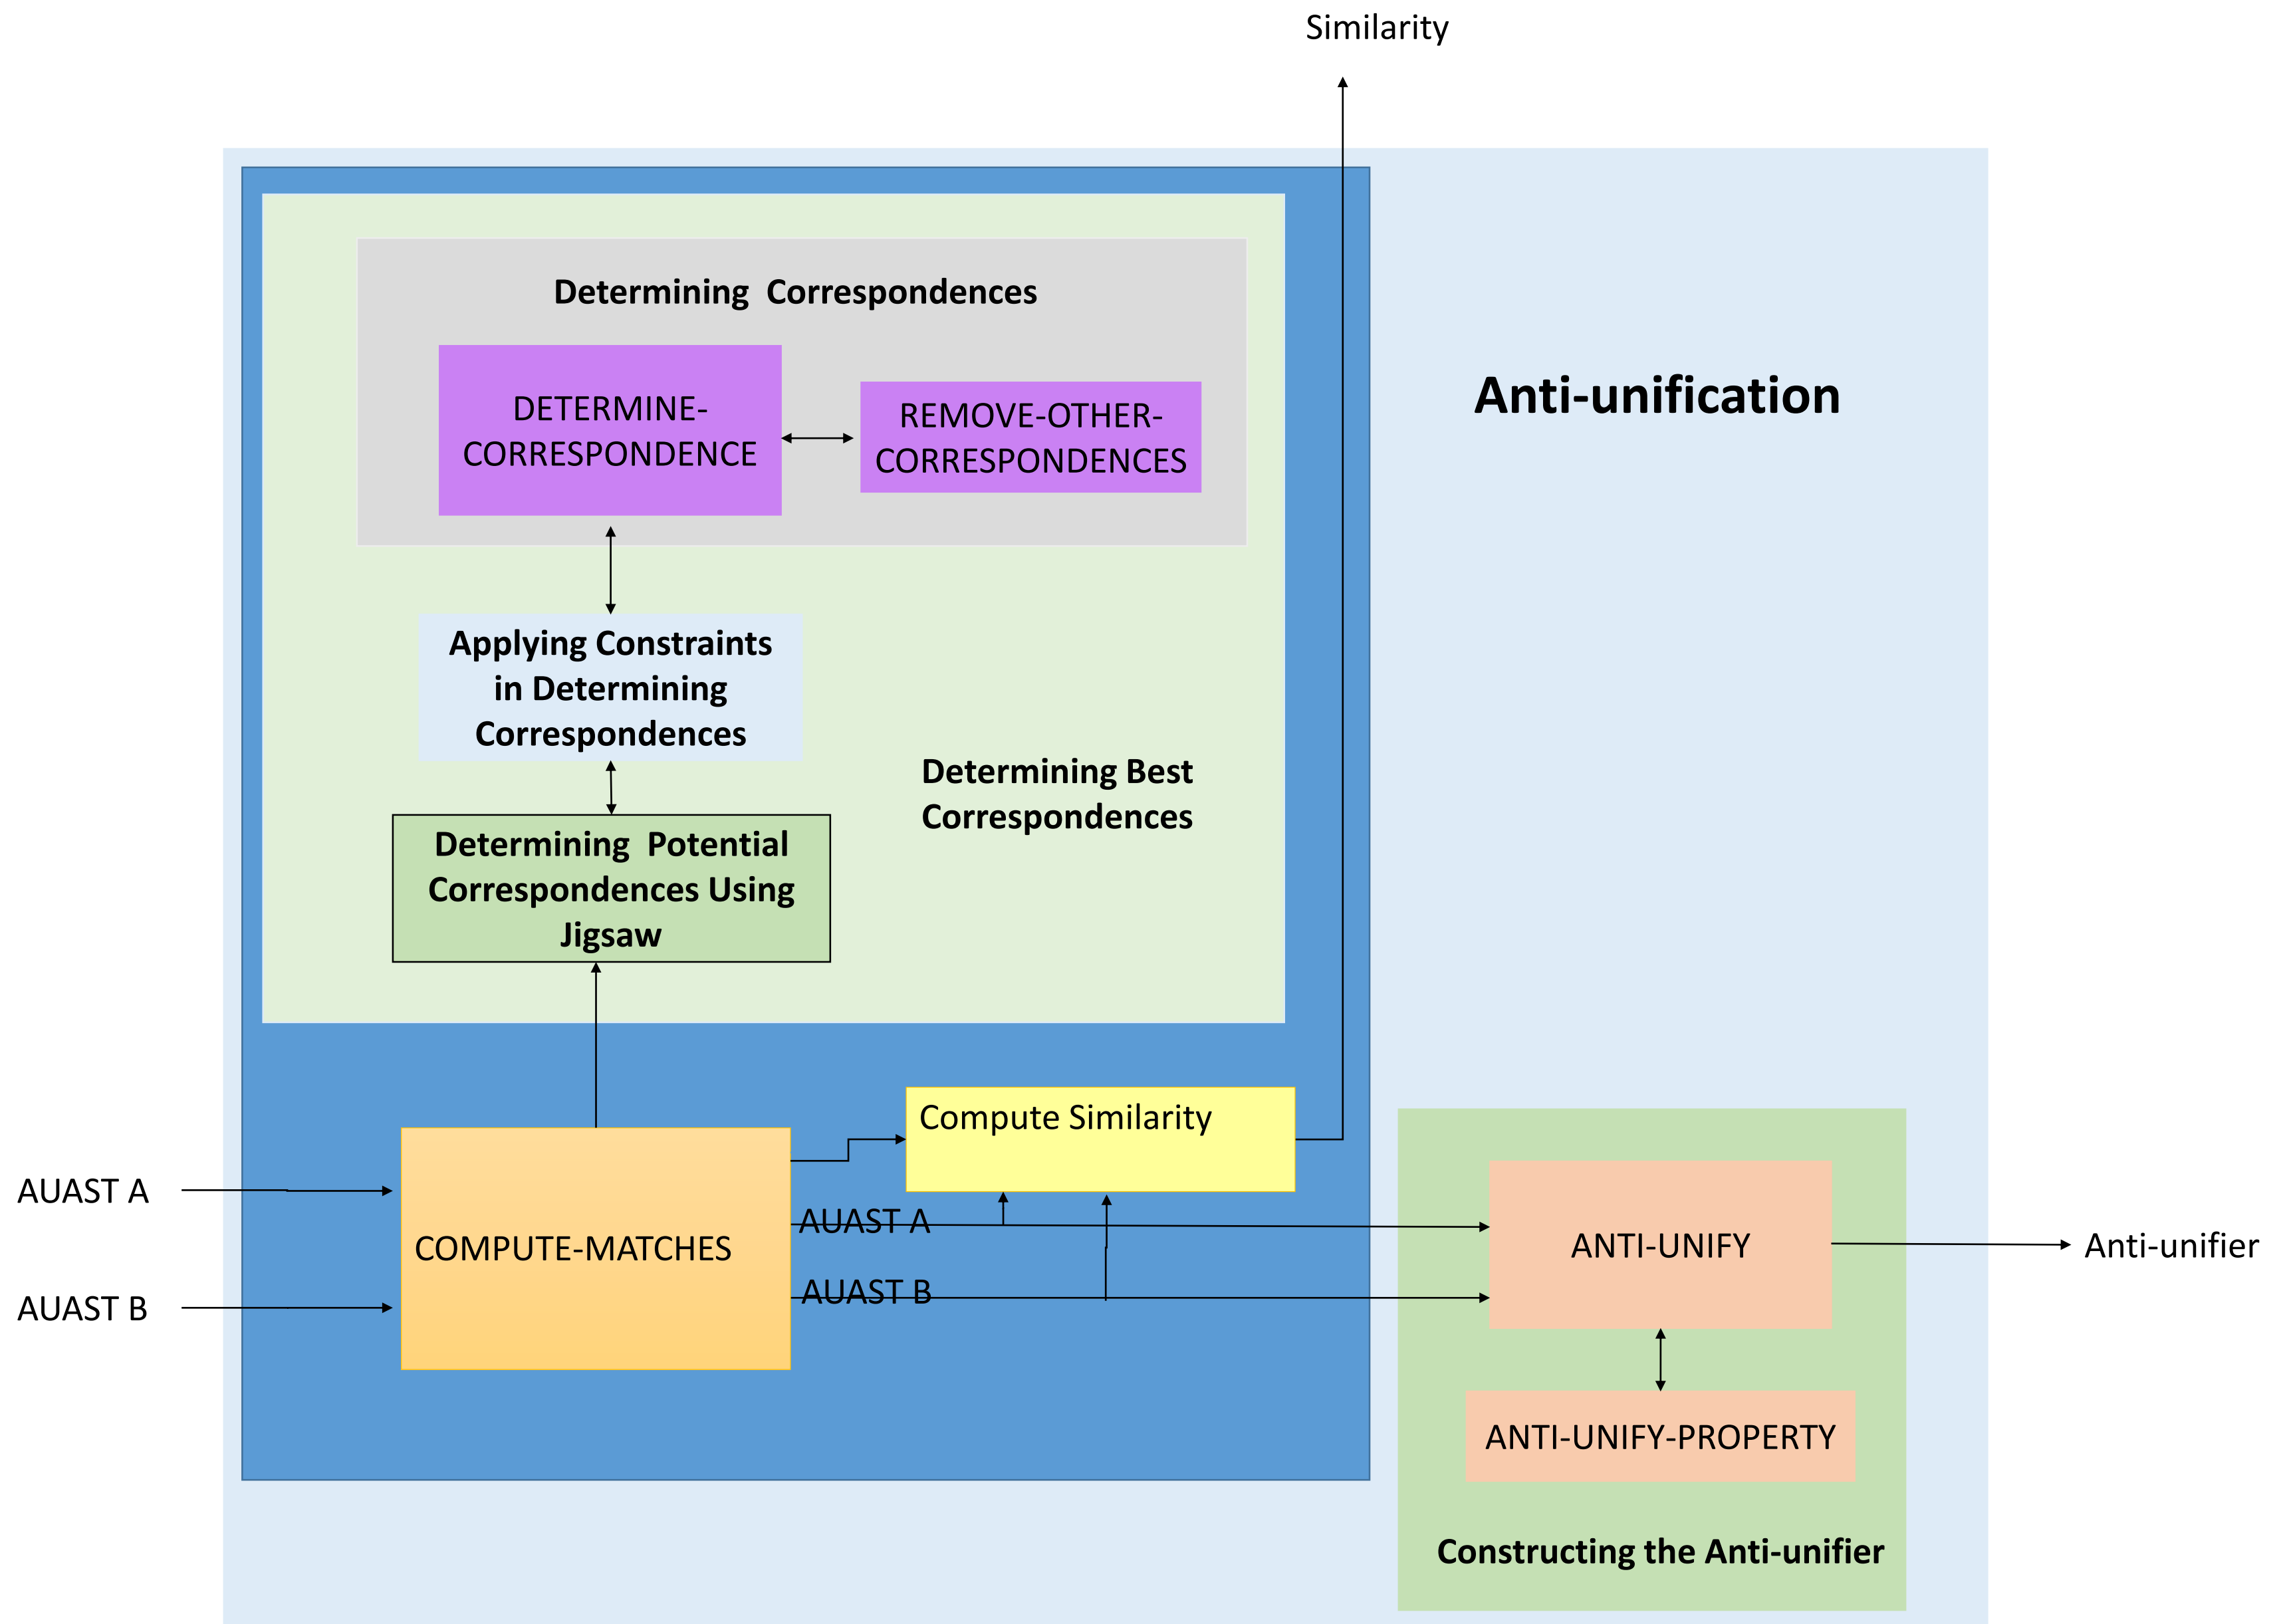 Similarity
Determining  Correspondences
DETERMINE-
CORRESPONDENCE
REMOVE-OTHER-
CORRESPONDENCES
Anti-unification
Applying Constraints
in Determining
Correspondences
Determining Best
Correspondences
Determining  Potential
Correspondences Using
Jigsaw
Compute Similarity
AUAST A
AUAST B
COMPUTE-MATCHES
AUAST A
AUAST B
ANTI-UNIFY
Anti-unifier
ANTI-UNIFY-PROPERTY
Constructing the Anti-unifier